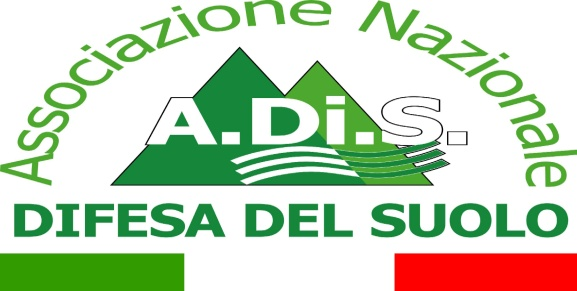 Associazione Nazionale
A.Di.S.
DIFESA DEL SUOLO